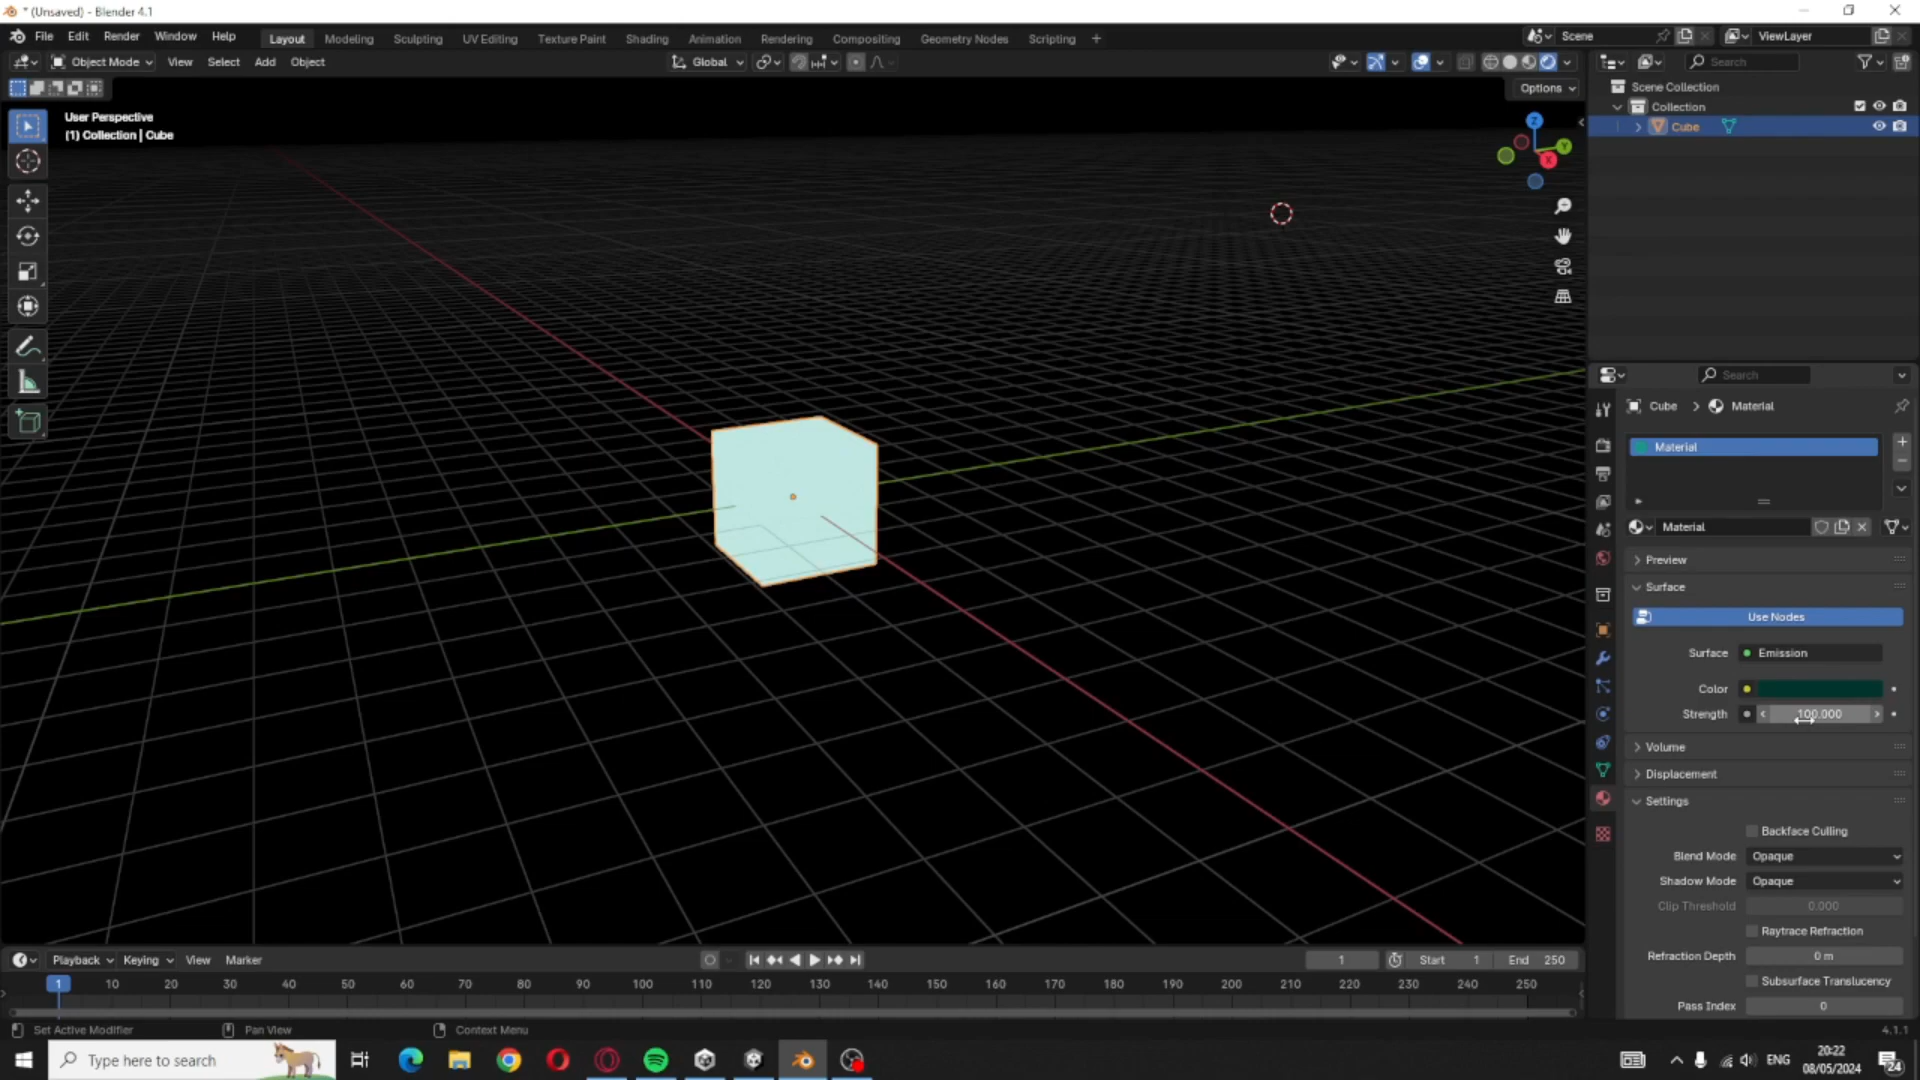 * (Unsaved) - Blender 4.1
File Edit Render Window Help
Layout Modeling Sculpting UV Editing Texture Paint Shading Animation Rendering Compositing Geometry Nodes Scripting +
Scene ViewLayer
Object Mode View Select Add Object
Global
Search
Options
Scene Collection
Collection
Cube
User Perspective
(1) Collection | Cube
Z
Y
X
Search
Cube > Material
Material
Material
Preview
Surface
Use Nodes
Surface Emission
Color
Strength 100.000
Volume
Displacement
Settings
Backface Culling
Blend Mode Opaque
Shadow Mode Opaque
Clip Threshold 0.000
Raytrace Refraction
Refraction Depth 0 m
Subsurface Translucency
Pass Index 0
Playback Keying View Marker
1 Start 1 End 250
1 10 20 30 40 50 60 70 80 90 100 110 120 130 140 150 160 170 180 190 200 210 220 230 240 250
Set Active Modifier Pan View Context Menu
4.1.1
Type here to search
ENG
20:22
08/05/2024
24